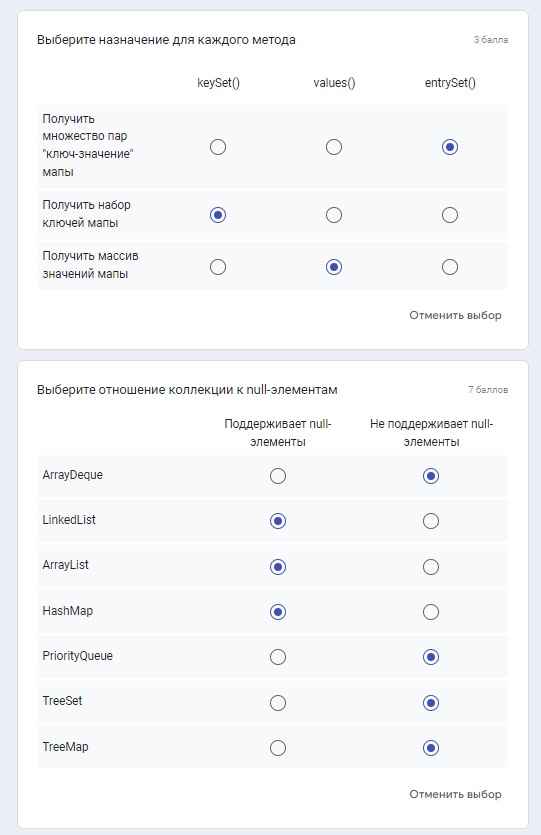 Выберите назначение для каждого метода
3 балла
keySet()
values()
entrySet()
Получить
множество пар
"ключ-значение"
мапы
Получить набор
ключей мапы
Получить массив
значений мапы
Отменить выбор
Выберите отношение коллекции к null-элементам
7 баллов
Поддерживает null-
элементы
Не поддерживает null-
элементы
ArrayDeque
LinkedList
ArrayList
HashMap
PriorityQueue
TreeSet
TreeMap
Отменить выбор